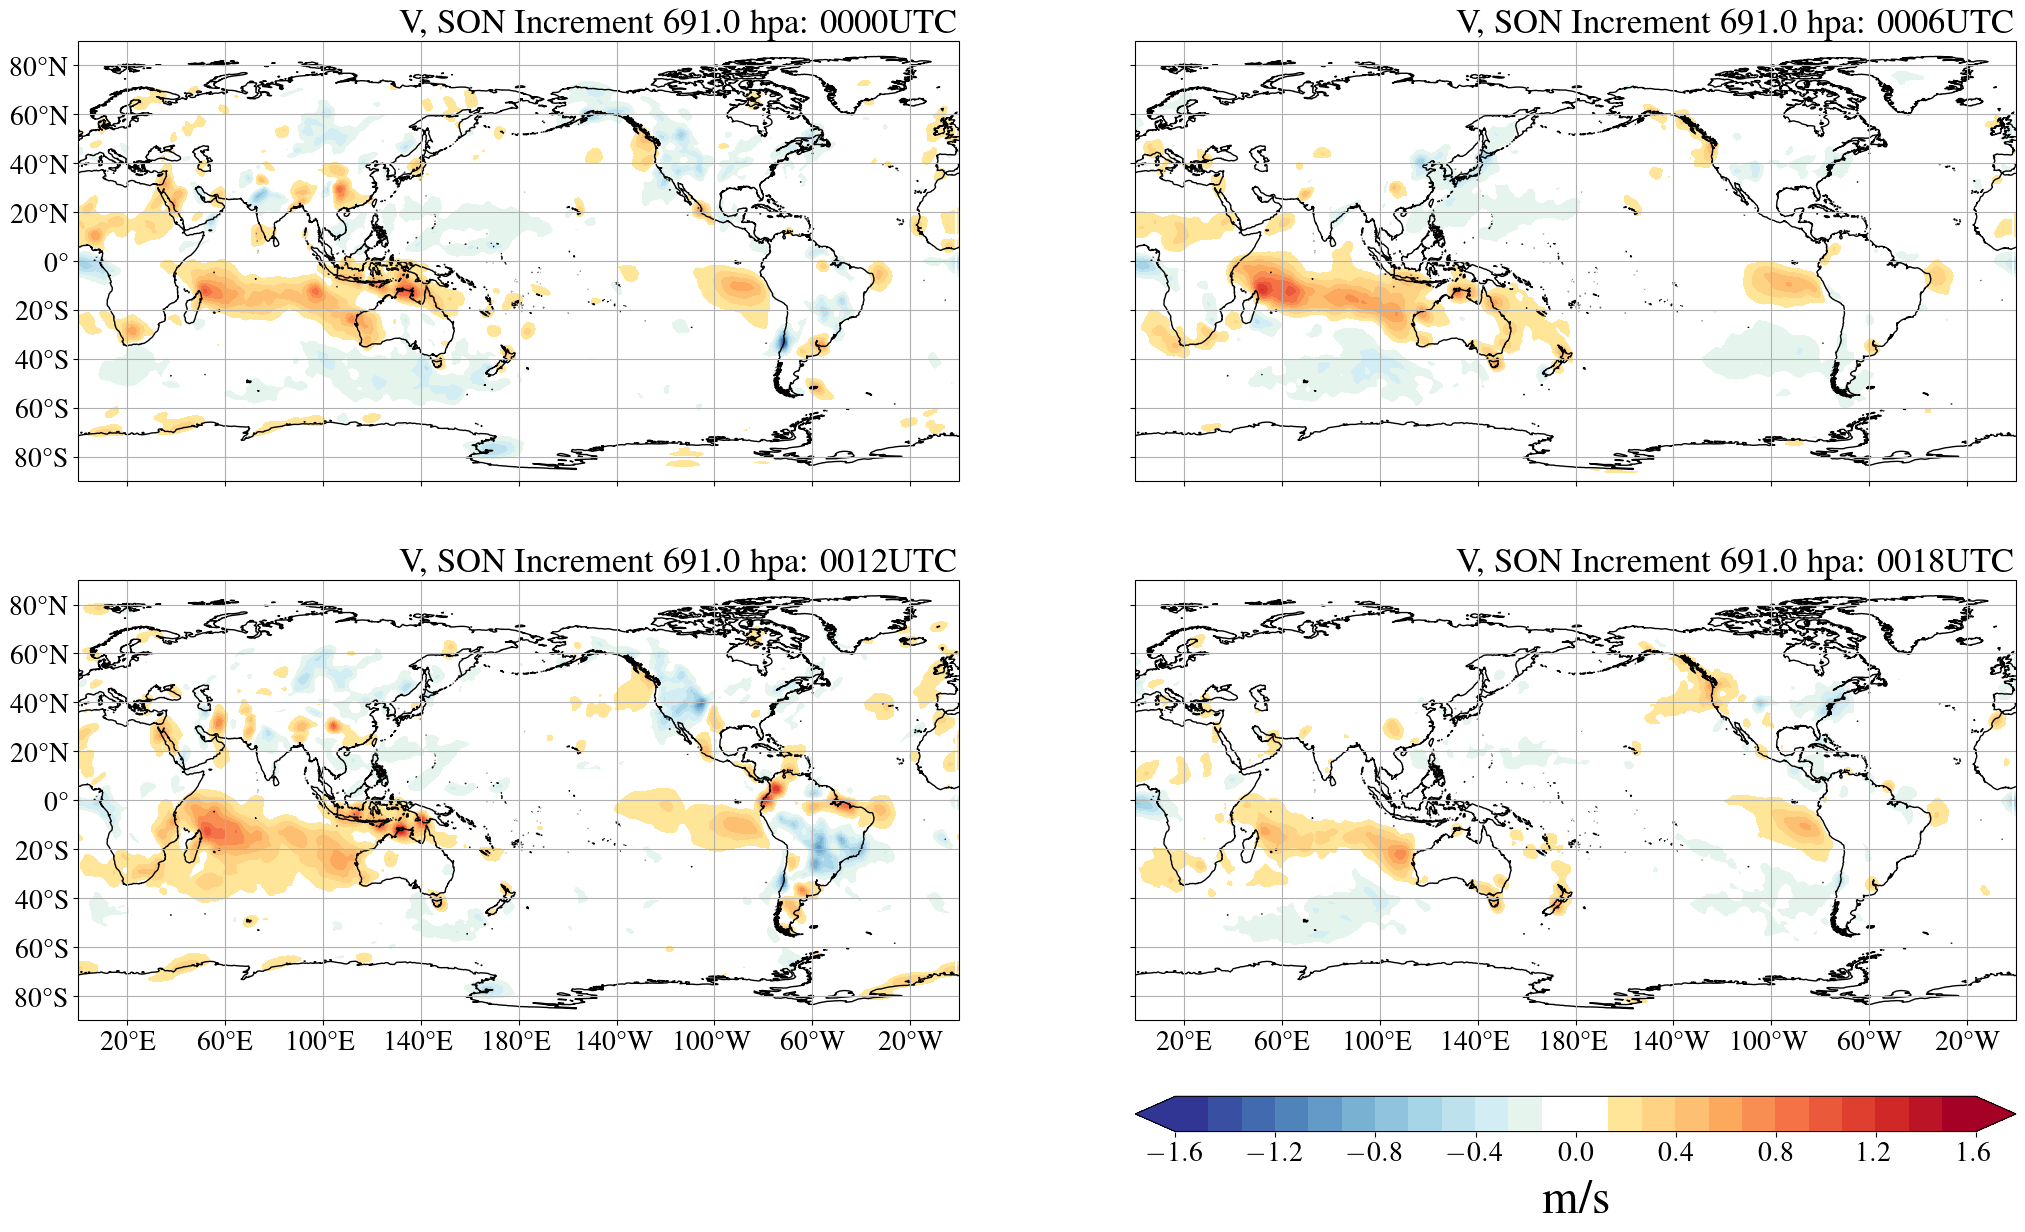 V, SON Increment 691.0 hpa: 0000UTC
V, SON Increment 691.0 hpa: 0006UTC
80°N
60°N
40°N
20°N
0°
20°S
40°S
60°S
80°S
V, SON Increment 691.0 hpa: 0012UTC
V, SON Increment 691.0 hpa: 0018UTC
80°N
60°N
40°N
20°N
0°
20°S
40°S
60°S
80°S
20°E 60°E 100°E 140°E 180°E 140°W 100°W 60°W 20°W
20°E 60°E 100°E 140°E 180°E 140°W 100°W 60°W 20°W
−1.6 −1.2 −0.8 −0.4 0.0 0.4 0.8 1.2 1.6
m/s